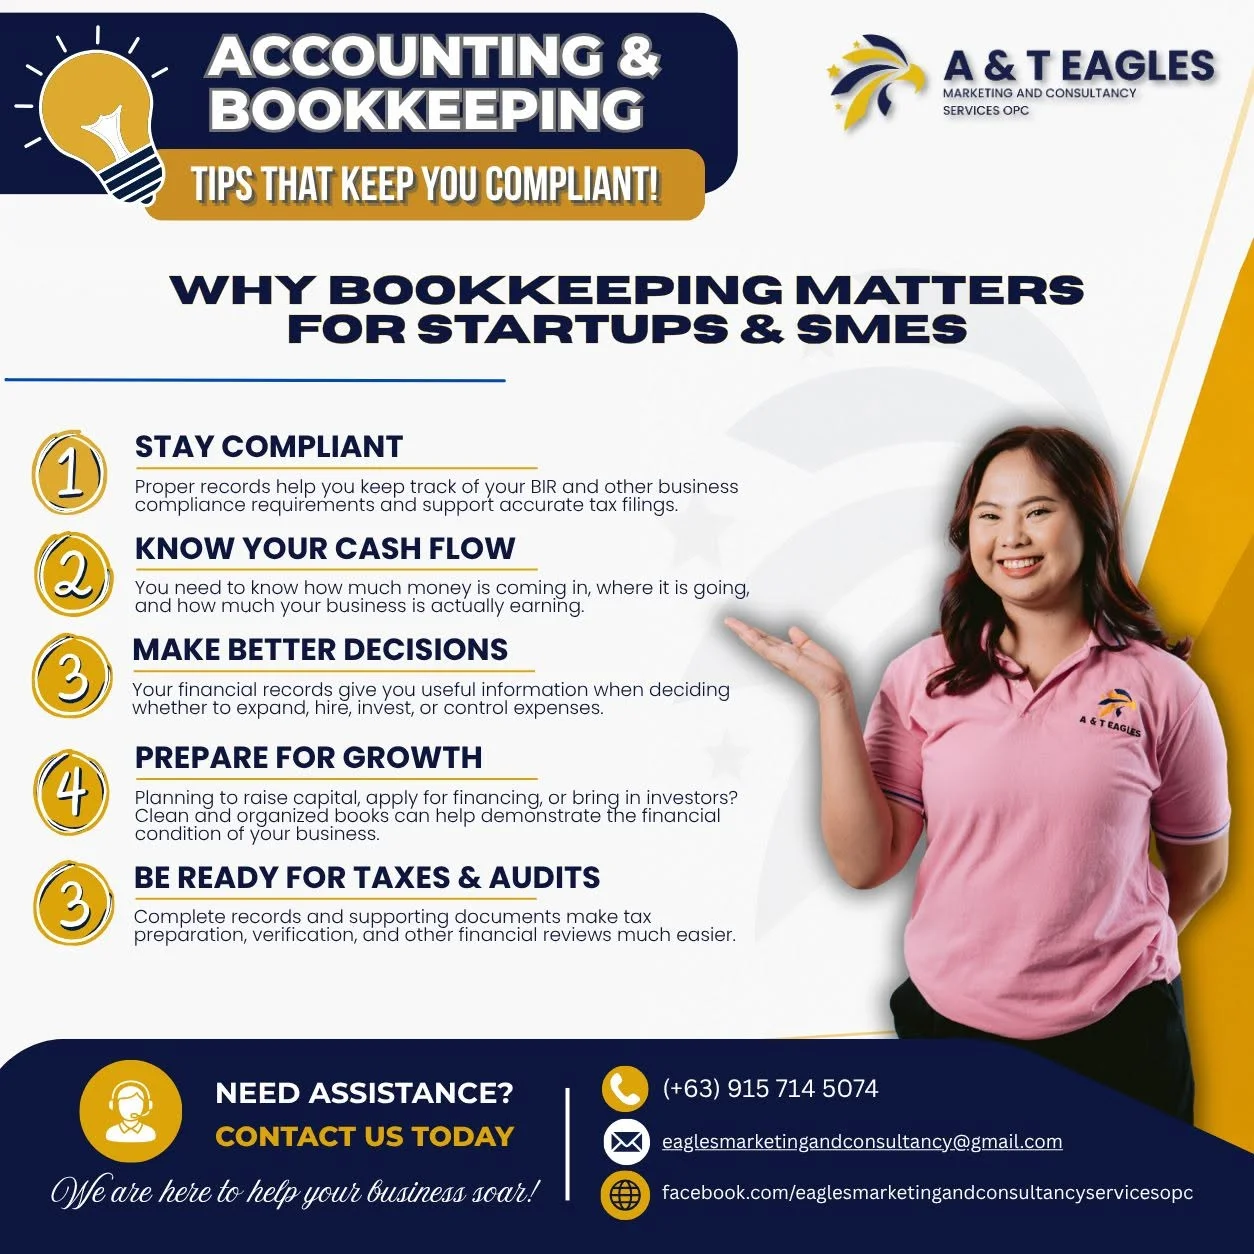 ACCOUNTING &
BOOKKEEPING
TIPS THAT KEEP YOU COMPLIANT!
A & T EAGLES
MARKETING AND CONSULTANCY
SERVICES OPC
WHY BOOKKEEPING MATTERS
FOR STARTUPS & SMES
1
STAY COMPLIANT
Proper records help you keep track of your BIR and other business
compliance requirements and support accurate tax filings.
2
KNOW YOUR CASH FLOW
You need to know how much money is coming in, where it is going,
and how much your business is actually earning.
3
MAKE BETTER DECISIONS
Your financial records give you useful information when deciding
whether to expand, hire, invest, or control expenses.
4
PREPARE FOR GROWTH
Planning to raise capital, apply for financing, or bring in investors?
Clean and organized books can help demonstrate the financial
condition of your business.
3
BE READY FOR TAXES & AUDITS
Complete records and supporting documents make tax
preparation, verification, and other financial reviews much easier.
A & T EAGLES
NEED ASSISTANCE?
CONTACT US TODAY
We are here to help your business soar!
(+63) 915 714 5074
eaglesmarketingandconsultancy@gmail.com
facebook.com/eaglesmarketingandconsultancyservicesopc